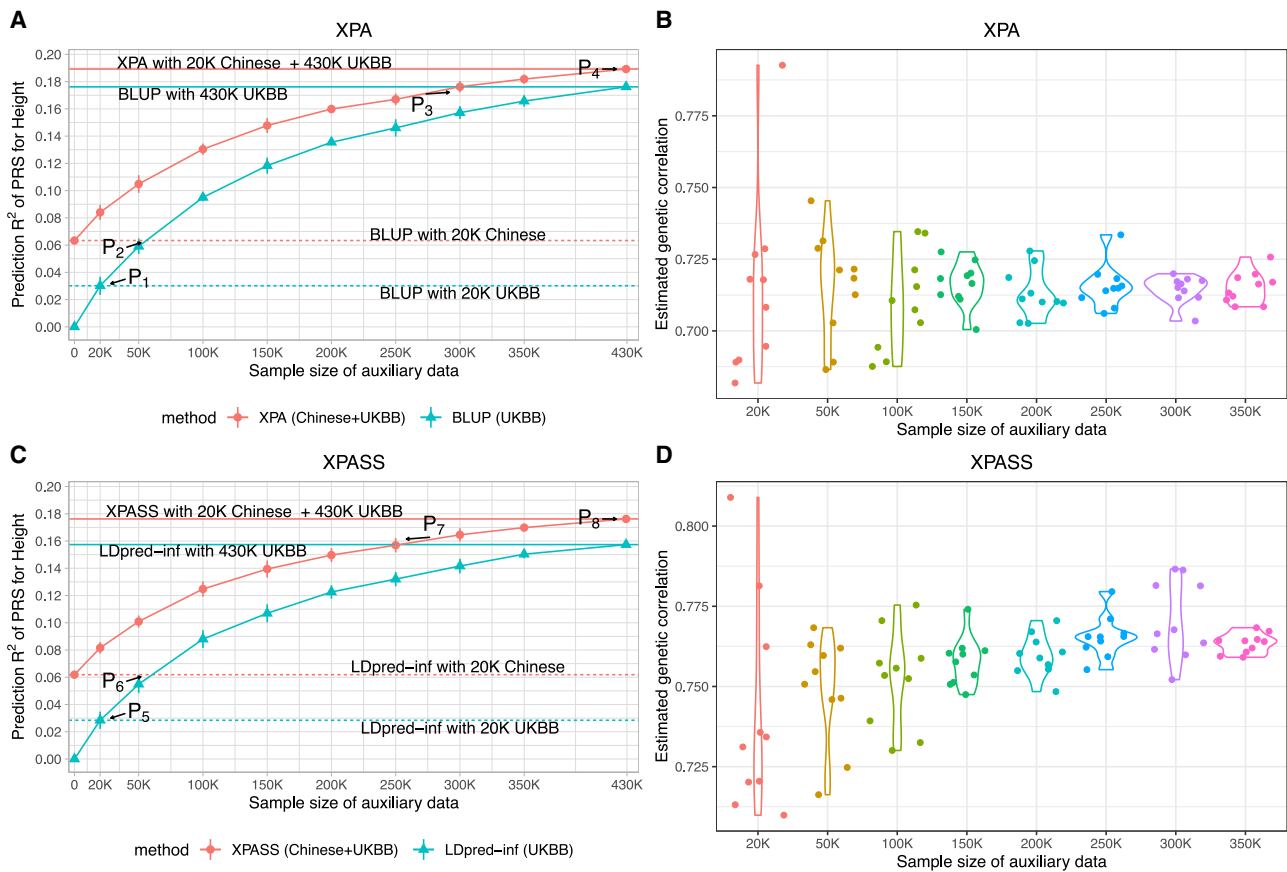 A
XPA
Prediction R² of PRS for Height
0.20
0.18
0.16
0.14
0.12
0.10
0.08
0.06
0.04
0.02
0.00
XPA with 20K Chinese + 430K UKBB
P4
BLUP with 430K UKBB
P3
P2
BLUP with 20K Chinese
P1
BLUP with 20K UKBB
0 20K 50K 100K 150K 200K 250K 300K 350K 430K
Sample size of auxiliary data
method XPA (Chinese+UKBB) BLUP (UKBB)
B
XPA
Estimated genetic correlation
0.775
0.750
0.725
0.700
20K 50K 100K 150K 200K 250K 300K 350K
Sample size of auxiliary data
C
XPASS
Prediction R² of PRS for Height
0.20
0.18
0.16
0.14
0.12
0.10
0.08
0.06
0.04
0.02
0.00
XPASS with 20K Chinese + 430K UKBB
P8
P7
LDpred−inf with 430K UKBB
LDpred−inf with 20K Chinese
P6
P5
LDpred−inf with 20K UKBB
0 20K 50K 100K 150K 200K 250K 300K 350K 430K
Sample size of auxiliary data
method XPASS (Chinese+UKBB) LDpred−inf (UKBB)
D
XPASS
Estimated genetic correlation
0.800
0.775
0.750
0.725
20K 50K 100K 150K 200K 250K 300K 350K
Sample size of auxiliary data